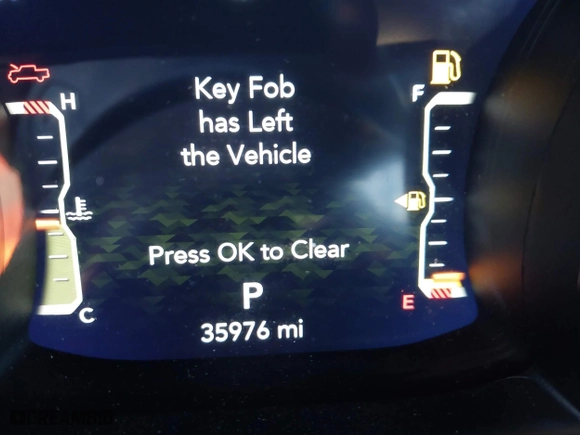 H
F
Key Fob
has Left
the Vehicle
Press OK to Clear
P
E
C
35976 mi